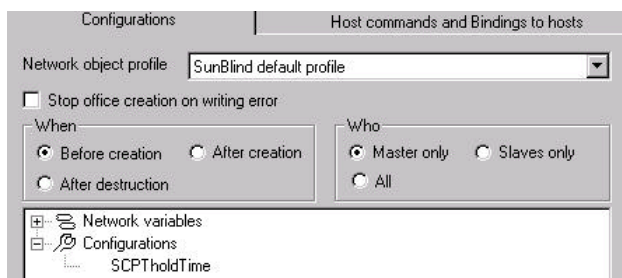 Configurations Host commands and Bindings to hosts
Network object profile SunBlind default profile
Stop office creation on writing error
When Who
Before creation After creation Master only Slaves only
After destruction All
Network variables
Configurations
SCPTholdTime